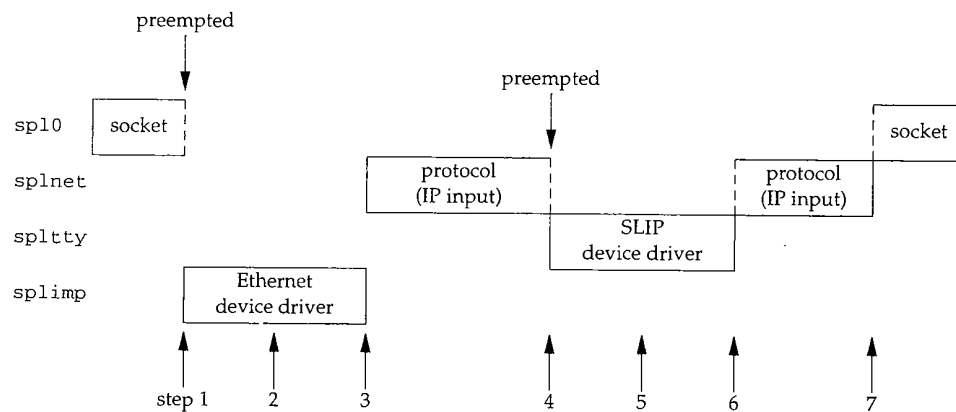 preempted
preempted
spl0
socket
socket
splnet
protocol
(IP input)
protocol
(IP input)
spltty
SLIP
device driver
splimp
Ethernet
device driver
step 1
2
3
4
5
6
7